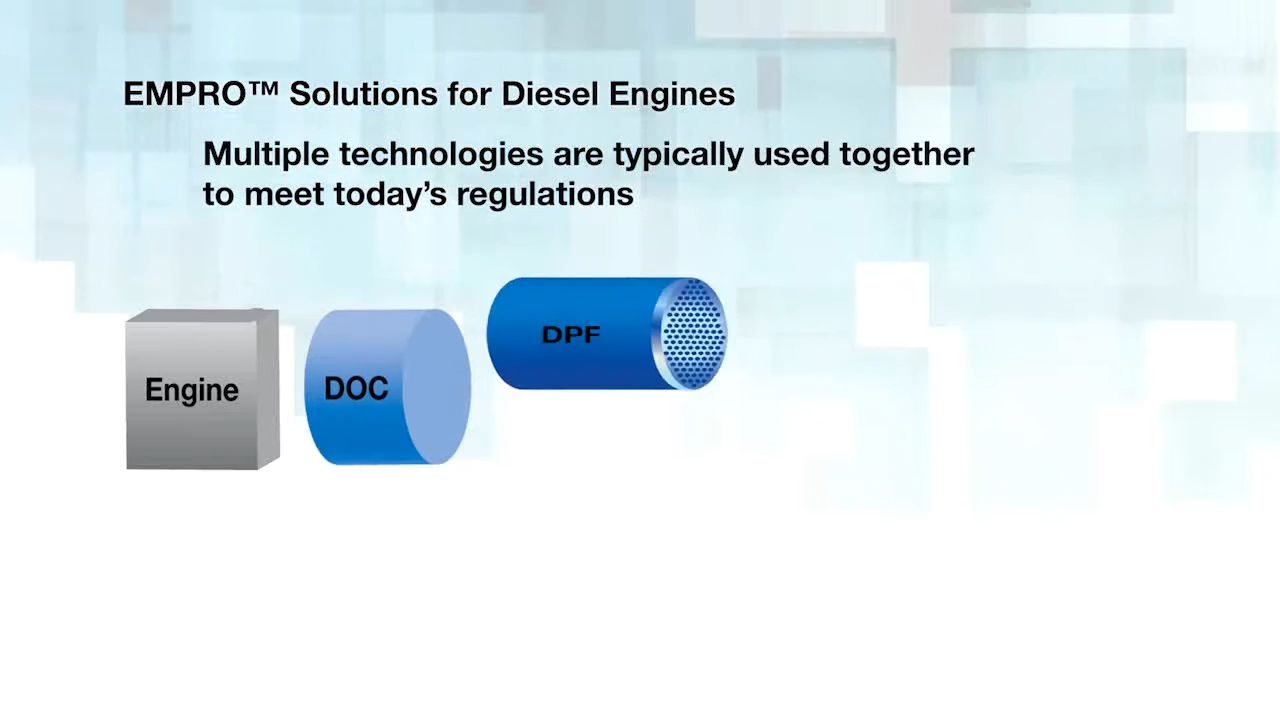 EMPRO™ Solutions for Diesel Engines
Multiple technologies are typically used together
to meet today’s regulations
Engine
DOC
DPF